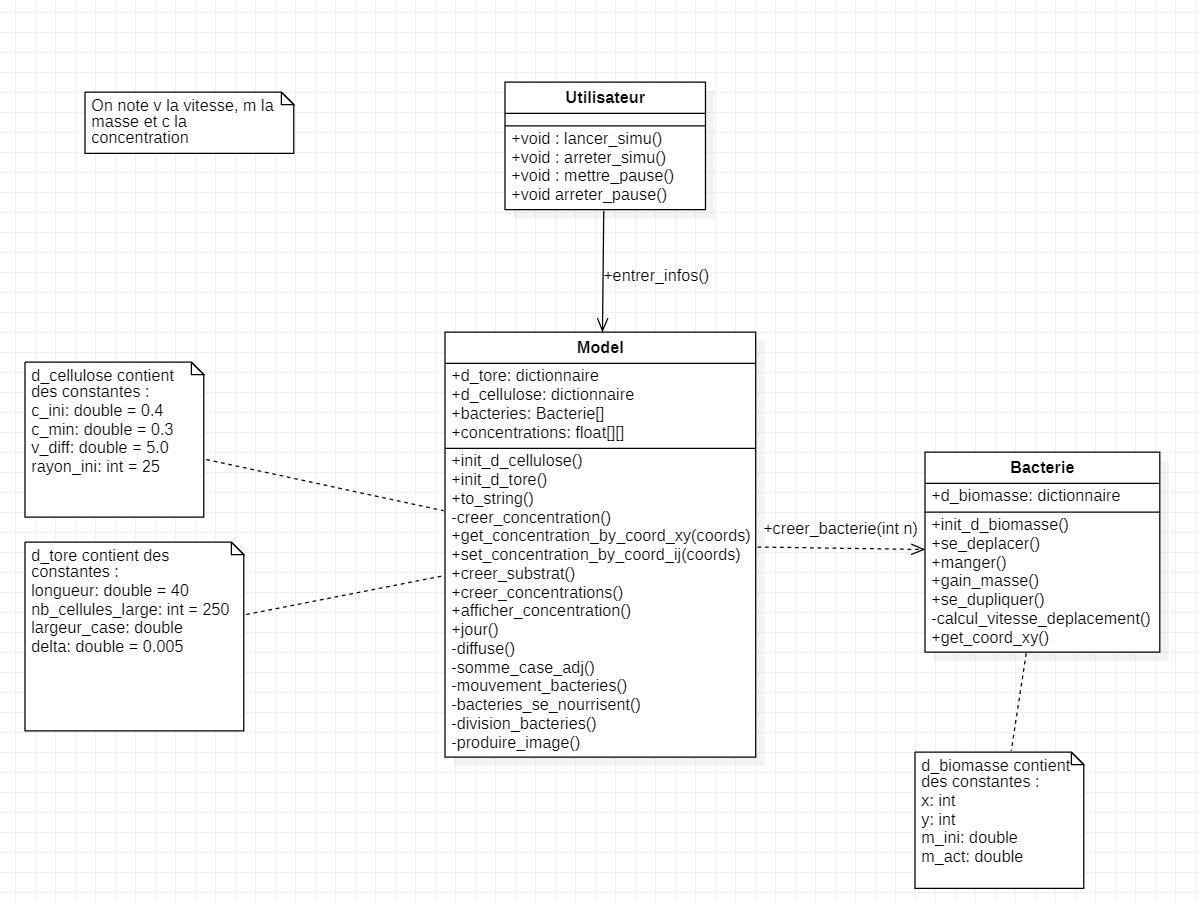 On note v la vitesse, m la
masse et c la
concentration
Utilisateur
+void : lancer_simu()
+void : arreter_simu()
+void : mettre_pause()
+void arreter_pause()
+entrer_infos()
d_cellulose contient
des constantes :
c_ini: double = 0.4
c_min: double = 0.3
v_diff: double = 5.0
rayon_ini: int = 25
d_tore contient des
constantes :
longueur: double = 40
nb_cellules_large: int = 250
largeur_case: double
delta: double = 0.005
Model
+d_tore: dictionnaire
+d_cellulose: dictionnaire
+bacteries: Bacterie[]
+concentrations: float[][]
+init_d_cellulose()
+init_d_tore()
+to_string()
-creer_concentration()
+get_concentration_by_coord_xy(coords)
+set_concentration_by_coord_ij(coords)
+creer_substrat()
+creer_concentrations()
+afficher_concentration()
+jour()
-diffuse()
-somme_case_adj()
-mouvement_bacteries()
-bacteries_se_nourrisent()
-division_bacteries()
-produire_image()
+creer_bacterie(int n)
Bacterie
+d_biomasse: dictionnaire
+init_d_biomasse()
+se_deplacer()
+manger()
+gain_masse()
+se_dupliquer()
-calcul_vitesse_deplacement()
+get_coord_xy()
d_biomasse contient
des constantes :
x: int
y: int
m_ini: double
m_act: double